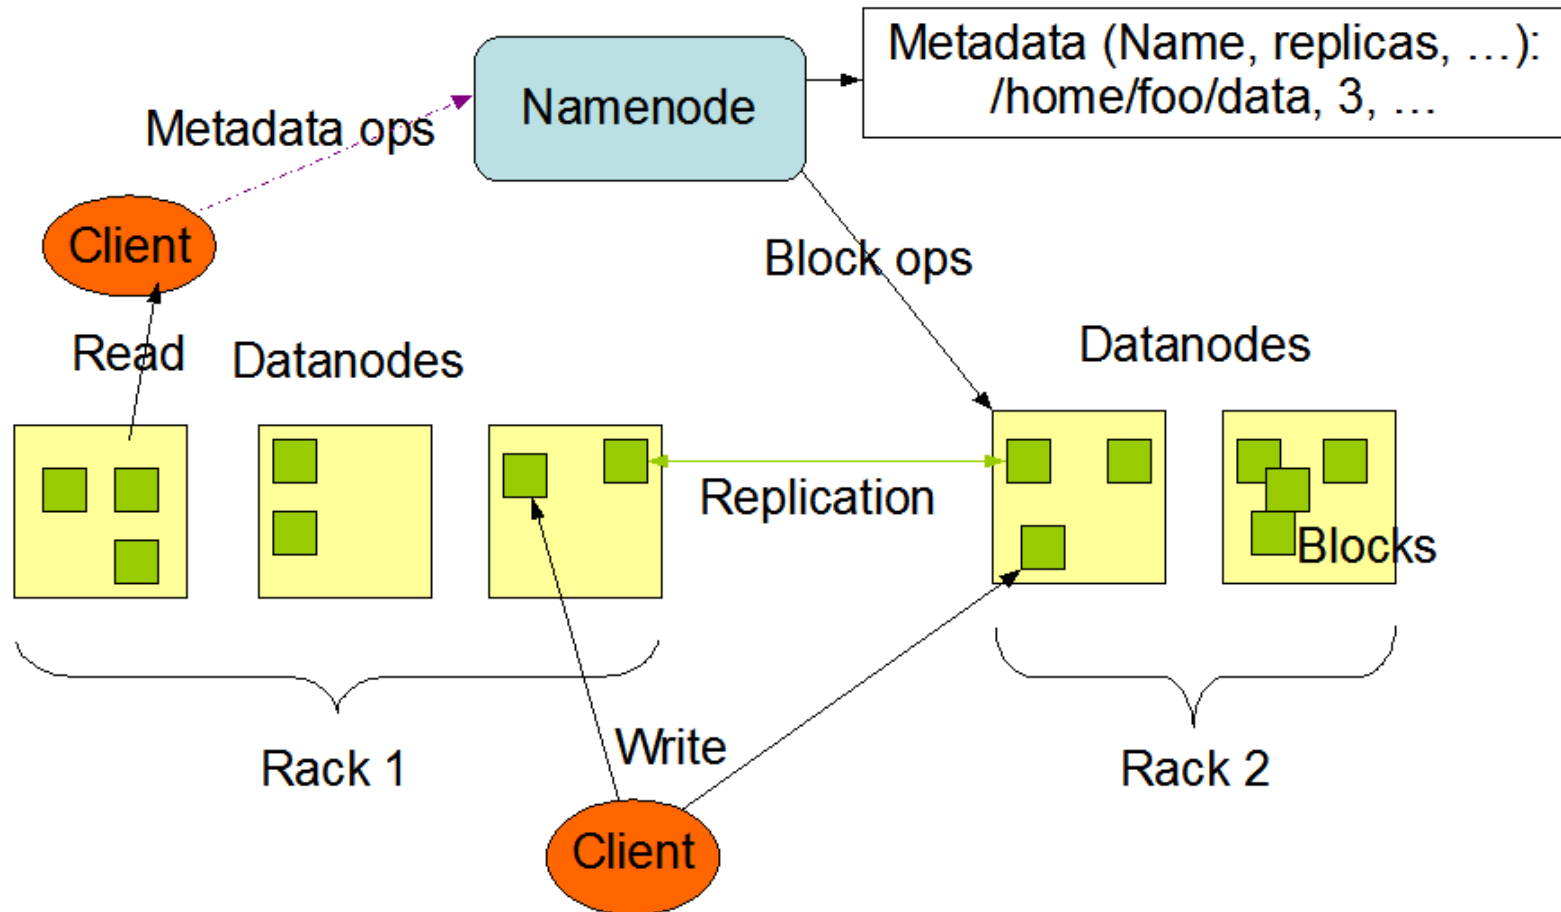 Metadata (Name, replicas, …):
/home/foo/data, 3, …
Namenode
Metadata ops
Client
Block ops
Read
Datanodes
Datanodes
Replication
Blocks
Rack 1
Write
Rack 2
Client